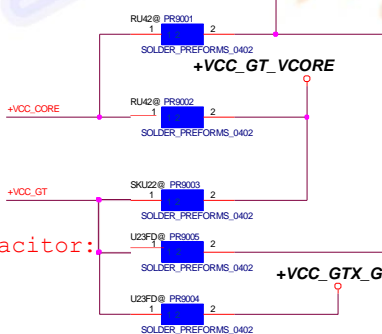 RU42@ PR9001
1 2
SOLDER_PREFORMS_0402
+VCC_GT_VCORE
RU42@ PR9002
+VCC_CORE
1 2
SOLDER_PREFORMS_0402
SKU22@ PR9003
+VCC_GT
1 2
SOLDER_PREFORMS_0402
acitor:
U23FD@ PR9005
1 2
SOLDER_PREFORMS_0402
+VCC_GTX_G
U23FD@ PR9004
1 2
SOLDER_PREFORMS_0402